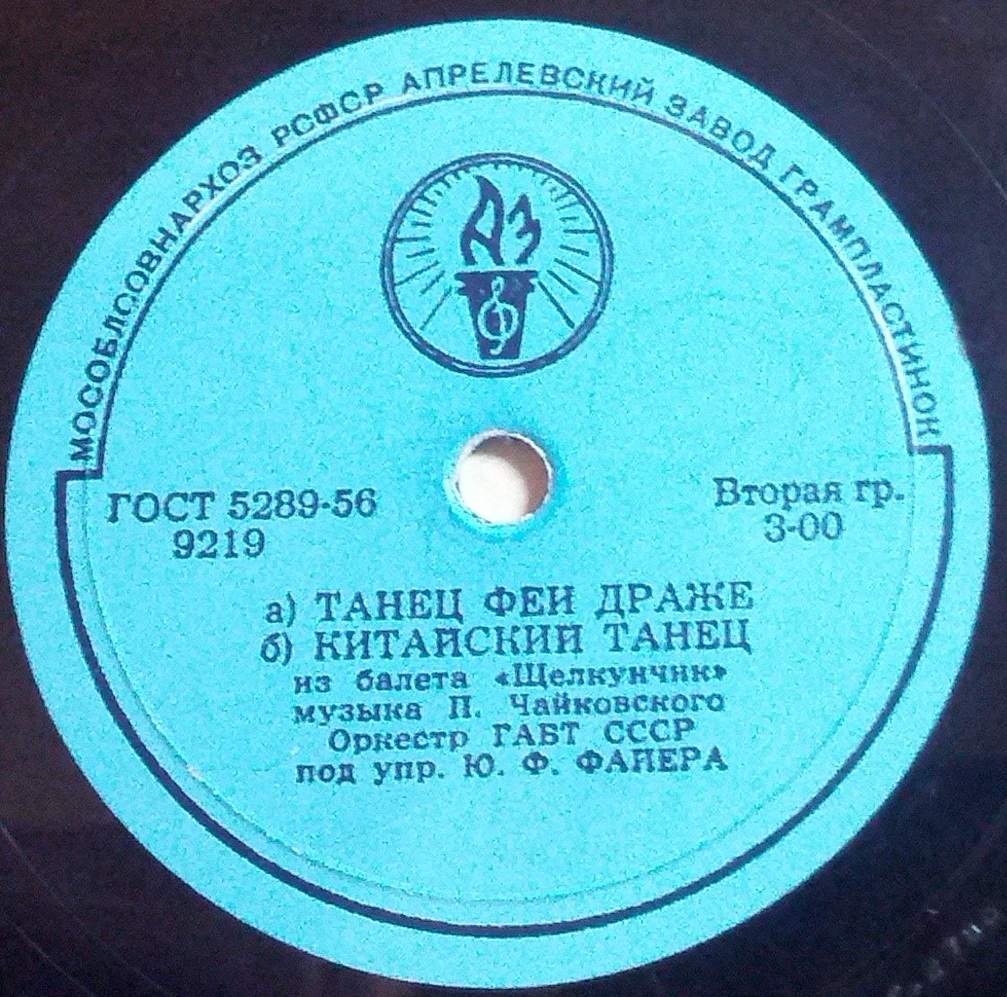 МОСОБЛСОВНАРХОЗ РСФСР АПРЕЛЕВСКИЙ ЗАВОД ГРАМПЛАСТИНОК
АЗ
ГОСТ 5289-56
9219
Вторая гр.
3-00
а) ТАНЕЦ ФЕИ ДРАЖЕ
б) КИТАЙСКИЙ ТАНЕЦ
из балета «Щелкунчик»
музыка П. Чайковского
Оркестр ГАБТ СССР
под упр. Ю. Ф. ФАЙЕРА